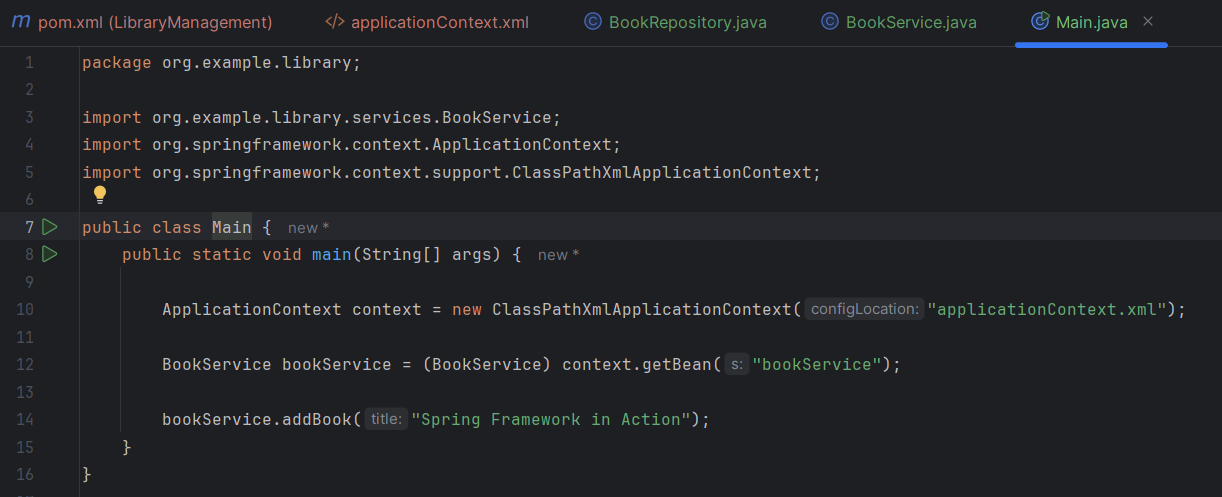 m pom.xml (LibraryManagement) </> applicationContext.xml © BookRepository.java © BookService.java Main.java ×
1 package org.example.library;
2
3 import org.example.library.services.BookService;
4 import org.springframework.context.ApplicationContext;
5 import org.springframework.context.support.ClassPathXmlApplicationContext;
6
7 public class Main { new *
8 public static void main(String[] args) { new *
9
10 ApplicationContext context = new ClassPathXmlApplicationContext( configLocation: "applicationContext.xml");
11
12 BookService bookService = (BookService) context.getBean( s: "bookService");
13
14 bookService.addBook( title: "Spring Framework in Action");
15 }
16 }